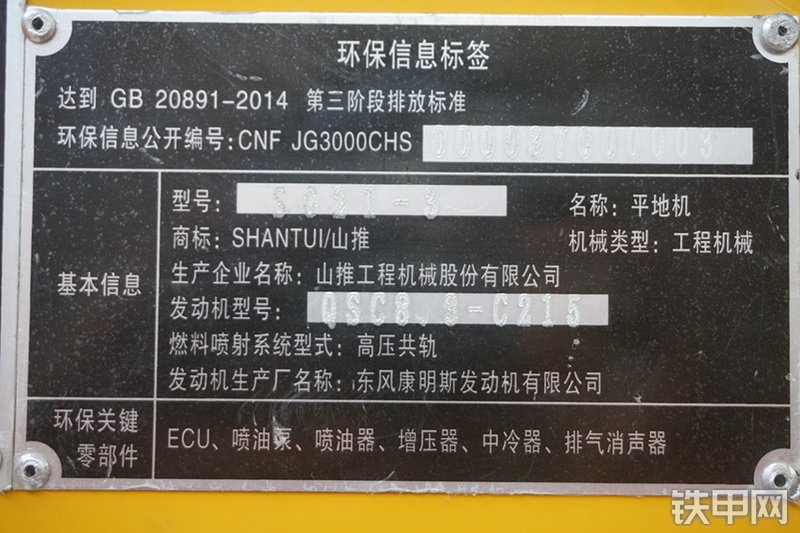 环保信息标签
达到 GB 20891-2014 第三阶段排放标准
环保信息公开编号:CNF JG3000CHS 000087000003
基本信息
型号: SG21-3 名称: 平地机
商标: SHANTUI/山推 机械类型: 工程机械
生产企业名称: 山推工程机械股份有限公司
发动机型号: QSC8.3-C215
燃料喷射系统型式: 高压共轨
发动机生产厂名称: 东风康明斯发动机有限公司
环保关键
零部件
ECU、喷油泵、喷油器、增压器、中冷器、排气消声器
铁甲网